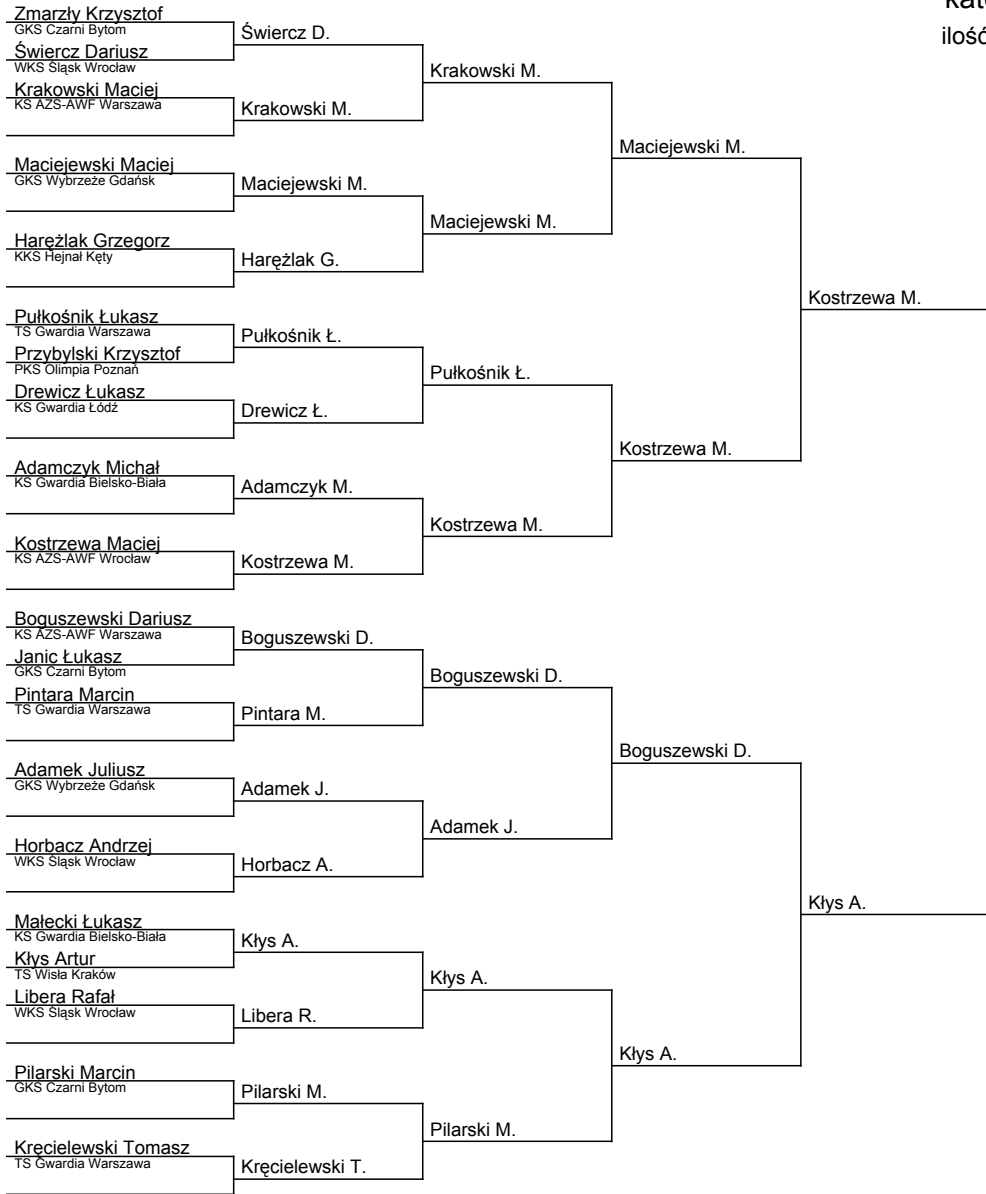 Zmarzły Krzysztof
GKS Czarni Bytom
Świercz Dariusz
WKS Śląsk Wrocław
Krakowski Maciej
KS AZS-AWF Warszawa
Maciejewski Maciej
GKS Wybrzeże Gdańsk
Harężlak Grzegorz
KKS Hejnał Kęty
Pułkośnik Łukasz
TS Gwardia Warszawa
Przybylski Krzysztof
PKS Olimpia Poznań
Drewicz Łukasz
KS Gwardia Łódź
Adamczyk Michał
KS Gwardia Bielsko-Biała
Kostrzewa Maciej
KS AZS-AWF Wrocław
Boguszewski Dariusz
KS AZS-AWF Warszawa
Janic Łukasz
GKS Czarni Bytom
Pintara Marcin
TS Gwardia Warszawa
Adamek Juliusz
GKS Wybrzeże Gdańsk
Horbacz Andrzej
WKS Śląsk Wrocław
Małecki Łukasz
KS Gwardia Bielsko-Biała
Kłys Artur
TS Wisła Kraków
Libera Rafał
WKS Śląsk Wrocław
Pilarski Marcin
GKS Czarni Bytom
Kręcielewski Tomasz
TS Gwardia Warszawa
Świercz D.
Krakowski M.
Maciejewski M.
Harężlak G.
Pułkośnik Ł.
Drewicz Ł.
Adamczyk M.
Kostrzewa M.
Boguszewski D.
Pintara M.
Adamek J.
Horbacz A.
Kłys A.
Libera R.
Pilarski M.
Kręcielewski T.
Krakowski M.
Maciejewski M.
Pułkośnik Ł.
Kostrzewa M.
Boguszewski D.
Adamek J.
Kłys A.
Pilarski M.
Maciejewski M.
Kostrzewa M.
Boguszewski D.
Kłys A.
Kostrzewa M.
Kłys A.
ilość